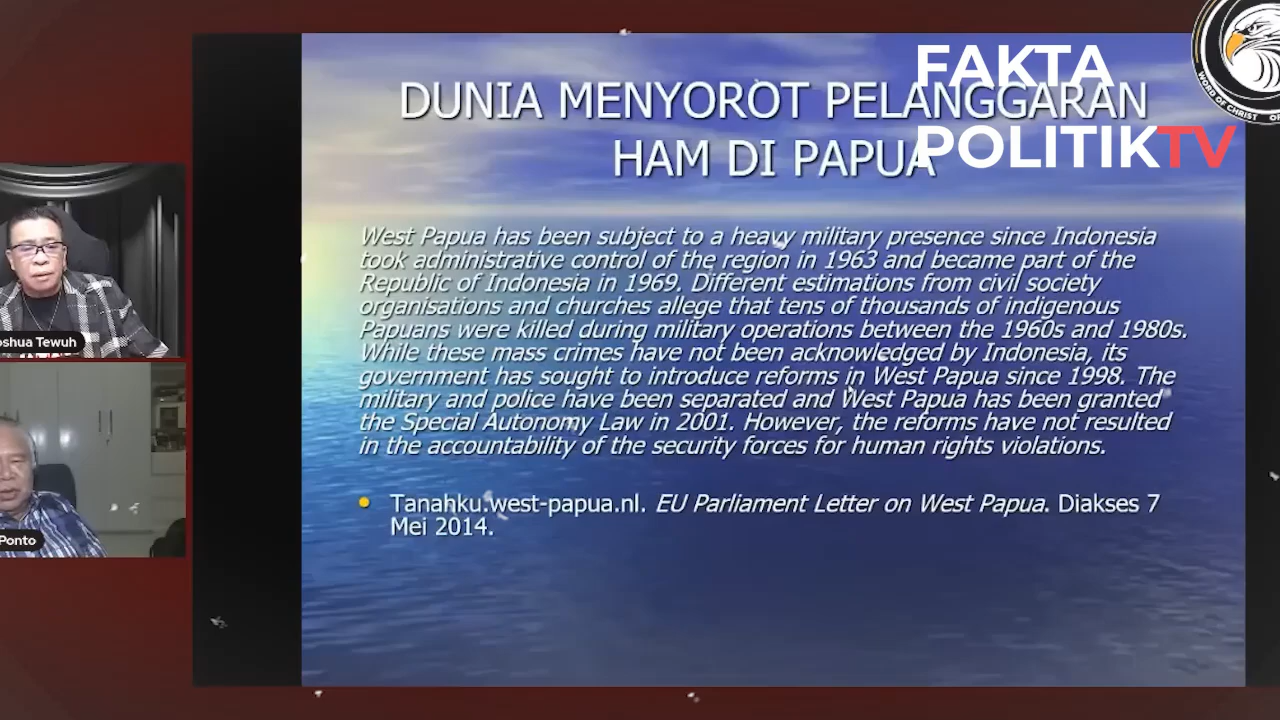 FAKTA
POLITIKTV
WORD OF CHRIST
DUNIA MENYOROT PELANGGARAN
HAM DI PAPUA
West Papua has been subject to a heavy military presence since Indonesia
took administrative control of the region in 1963 and became part of the
Republic of Indonesia in 1969. Different estimations from civil society
organisations and churches allege that tens of thousands of indigenous
Papuans were killed during military operations between the 1960s and 1980s.
While these mass crimes have not been acknowledged by Indonesia, its
government has sought to introduce reforms in West Papua since 1998. The
military and police have been separated and West Papua has been granted
the Special Autonomy Law in 2001. However, the reforms have not resulted
in the accountability of the security forces for human rights violations.
Tanahku.west-papua.nl. EU Parliament Letter on West Papua. Diakses 7
Mei 2014.
oshua Tewuh
Ponto